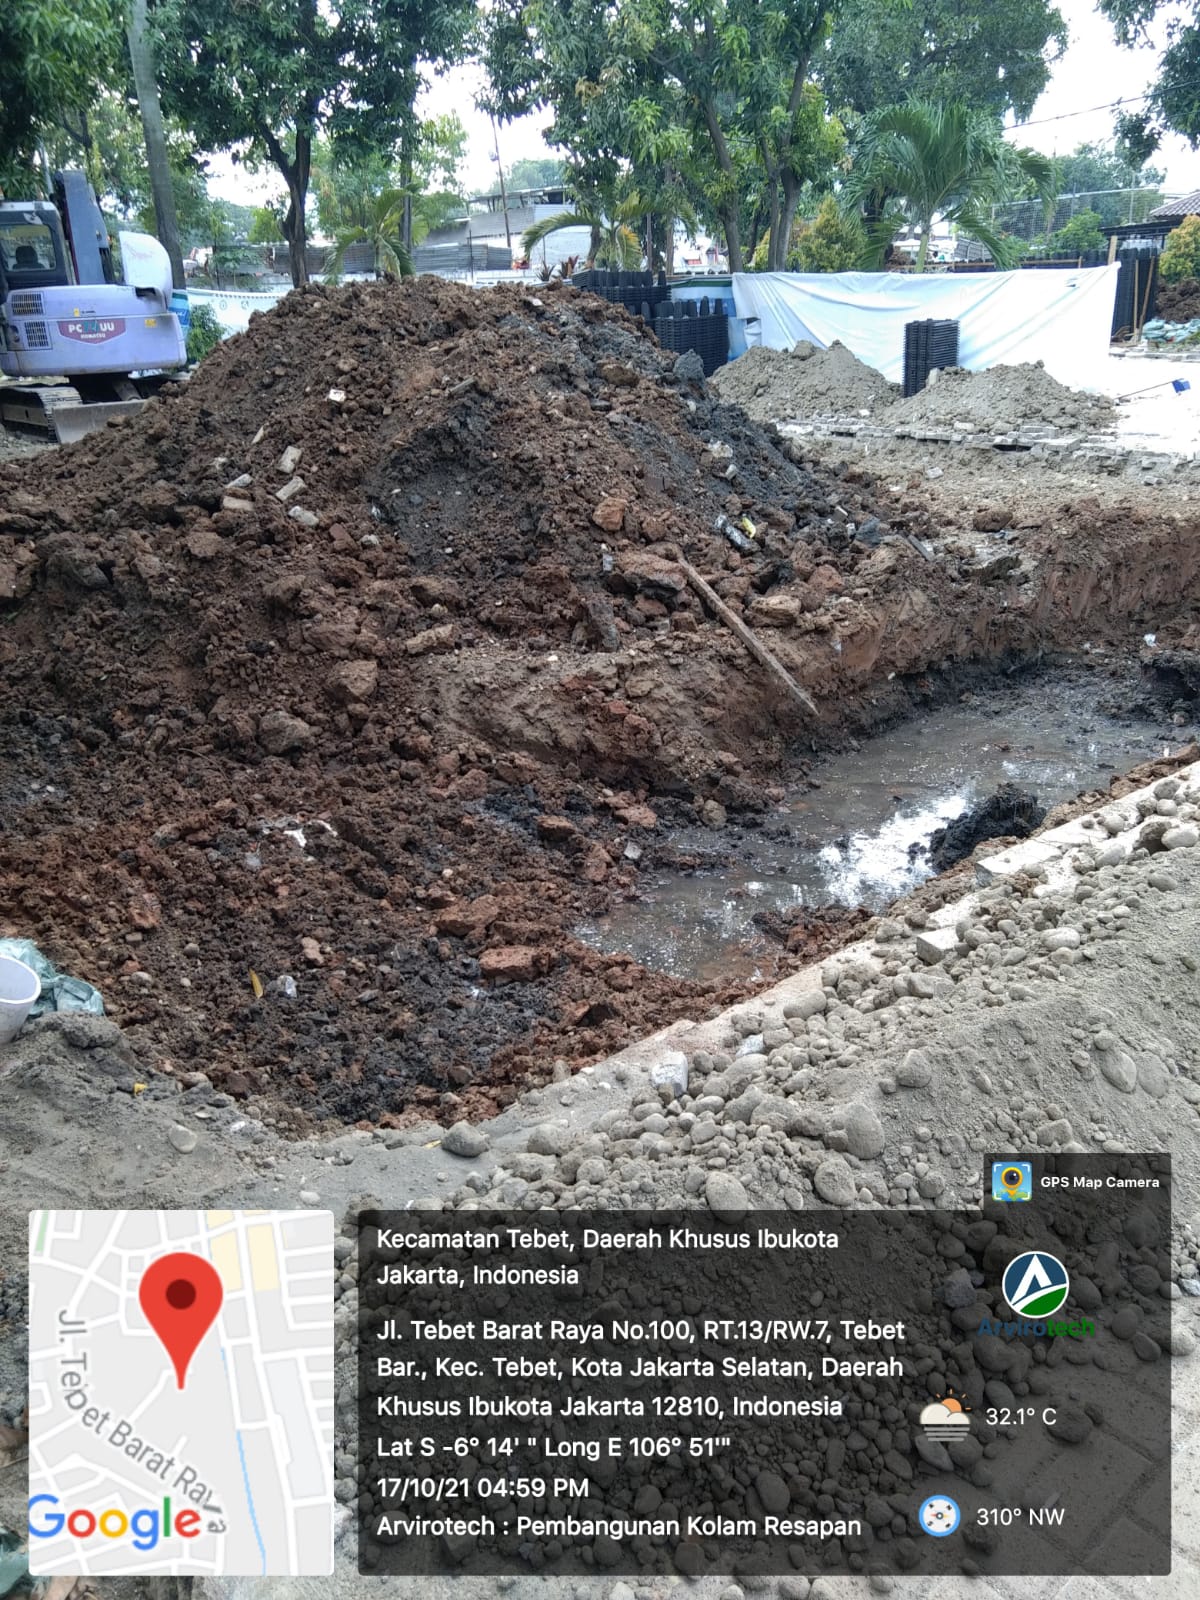 PC UU
KOMATSU
GPS Map Camera
Kecamatan Tebet, Daerah Khusus Ibukota
Jakarta, Indonesia
Jl. Tebet Barat Raya No.100, RT.13/RW.7, Tebet
Bar., Kec. Tebet, Kota Jakarta Selatan, Daerah
Khusus Ibukota Jakarta 12810, Indonesia
Lat S -6° 14' " Long E 106° 51'"
17/10/21 04:59 PM
Arvirotech : Pembangunan Kolam Resapan
Arvirotech
32.1° C
310° NW
Jl. Tebet Barat Raya
Google